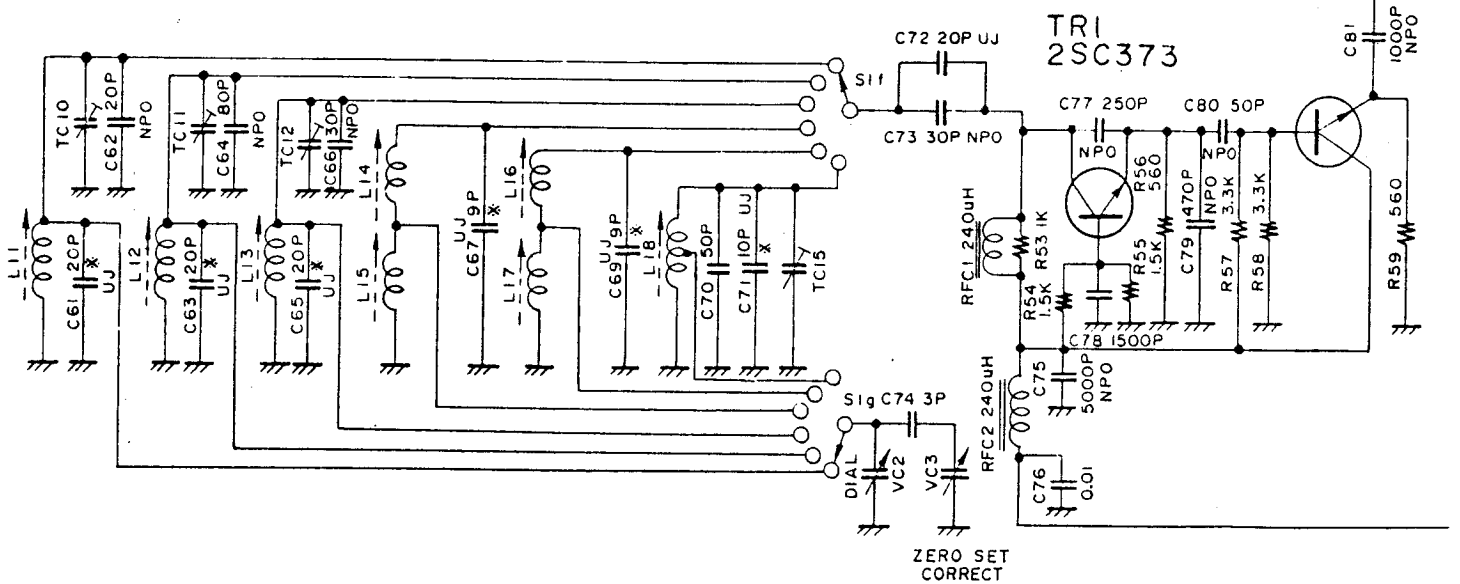 TR1
2SC373
C81
1000P
NPO
C72 20P UJ
S1f
C73 30P NPO
C77 250P
NPO
C80 50P
NPO
TC10
C62 20P
NPO
TC11
C64 80P
NPO
TC12
C66 30P
NPO
L14
L16
C67 9P
UJ *
C69 9P
UJ *
L18
C70 50P
C71 10P UJ
*
TC15
L11
C61 20P
* UJ
L12
C63 20P
* UJ
L13
C65 20P
* UJ
L15
L17
RFC1 240uH
R53 1K
R54
1.5K
R55
1.5K
R56
560
C79 470P
NPO
R57 3.3K
R58 3.3K
R59 560
C78 1500P
C75
5000P
NPO
RFC2 240uH
C76
0.01
S1g C74 3P
DIAL
VC2
VC3
ZERO SET
CORRECT